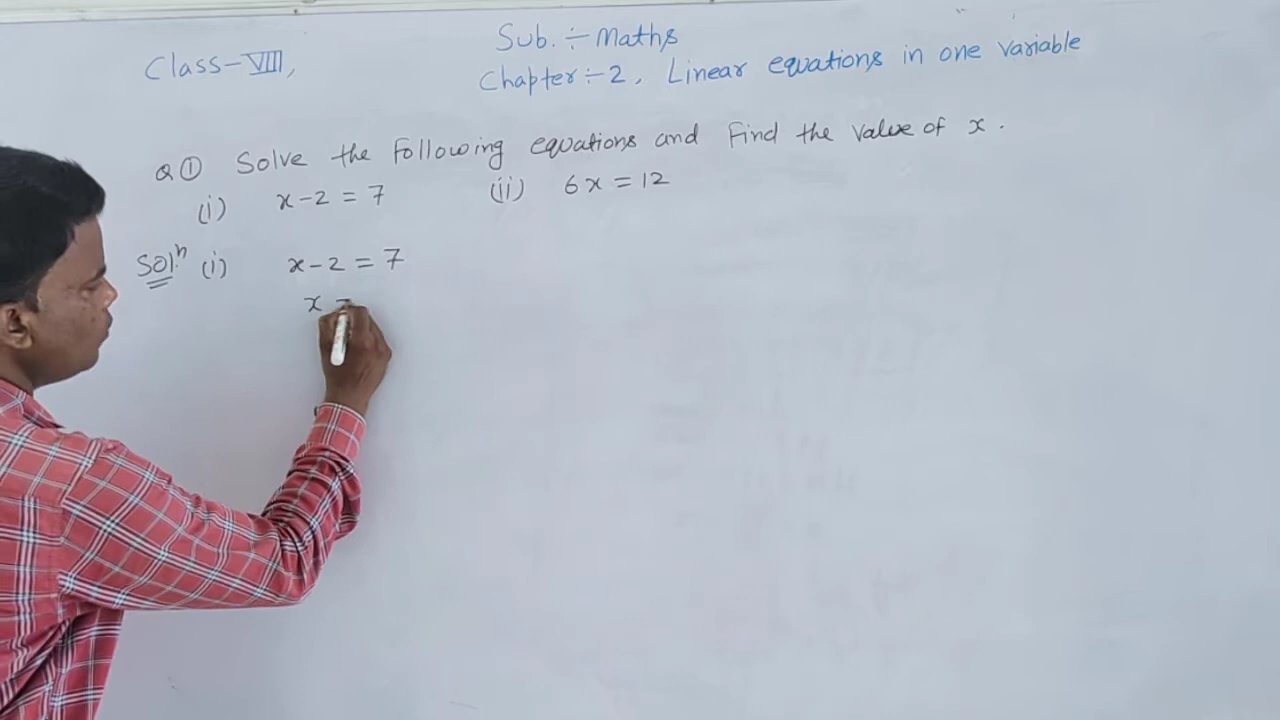 Sub. ÷ Maths
Class-VIII,
Chapter ÷ 2, Linear equations in one variable
Q① Solve the following equations and Find the value of x.
(i) x-2=7 (ii) 6x=12
Solⁿ (i) x-2=7
x =